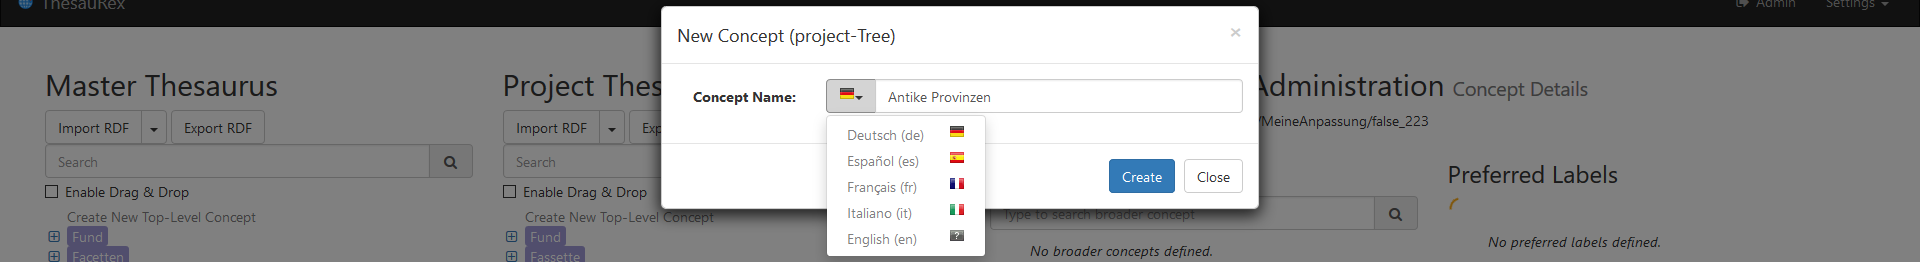 ThesauRex
Admin
Settings
New Concept (project-Tree)
×
Concept Name:
Antike Provinzen
Deutsch (de)
Español (es)
Français (fr)
Italiano (it)
English (en)
?
Create
Close
Master Thesaurus
Import RDF
Export RDF
Search
Enable Drag & Drop
Create New Top-Level Concept
Fund
Facetten
Project Thes
Import RDF
Exp
Search
Enable Drag & Drop
Create New Top-Level Concept
Fund
Fassette
Administration Concept Details
/MeineAnpassung/false_223
Type to search broader concept
No broader concepts defined.
Preferred Labels
No preferred labels defined.